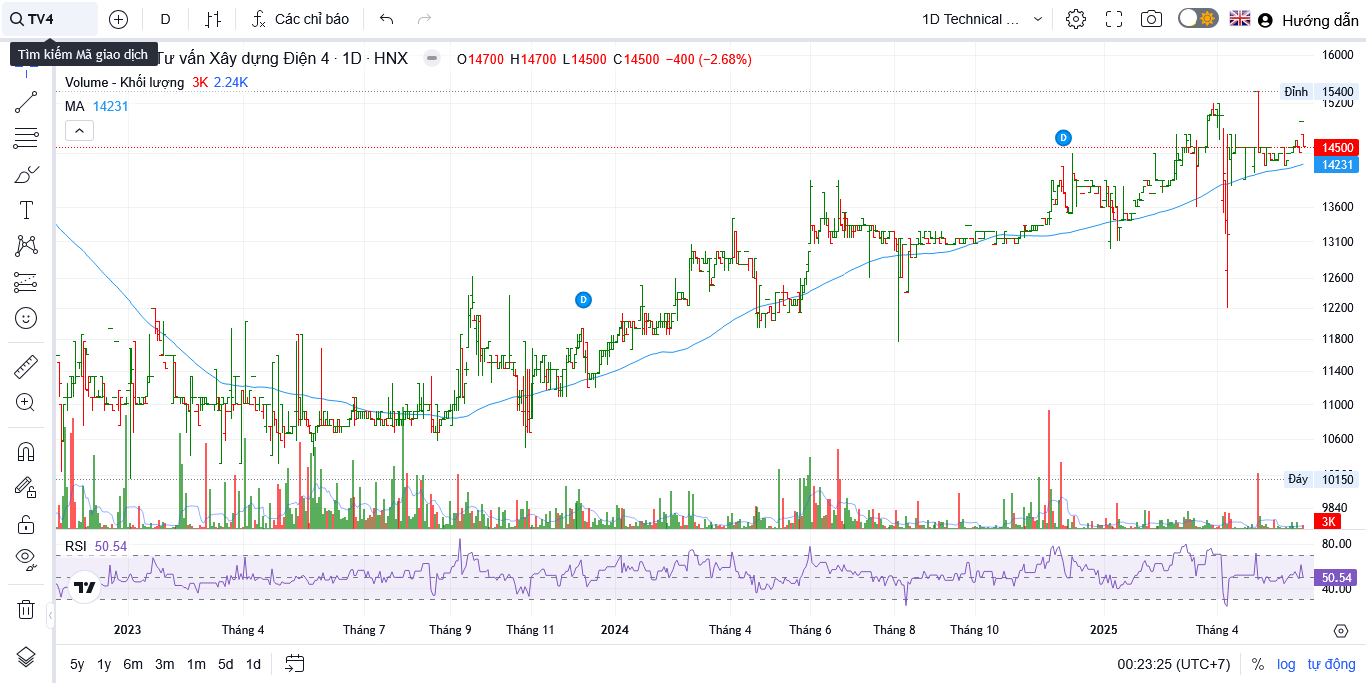 TV4
D
Các chỉ báo
1D Technical ...
Hướng dẫn
Tìm kiếm Mã giao dịch
Tư vấn Xây dựng Điện 4 · 1D · HNX
O14700 H14700 L14500 C14500 −400 (−2.68%)
Volume - Khối lượng 3K 2.24K
MA 14231
D
D
16000
Đỉnh 15400
15200
14500
14231
13600
13100
12600
12200
11800
11400
11000
10600
Đáy 10150
9840
3K
RSI 50.54
80.00
50.54
40.00
2023 Tháng 4 Tháng 7 Tháng 9 Tháng 11 2024 Tháng 4 Tháng 6 Tháng 8 Tháng 10 2025 Tháng 4
5y 1y 6m 3m 1m 5d 1d
00:23:25 (UTC+7) % log tự động